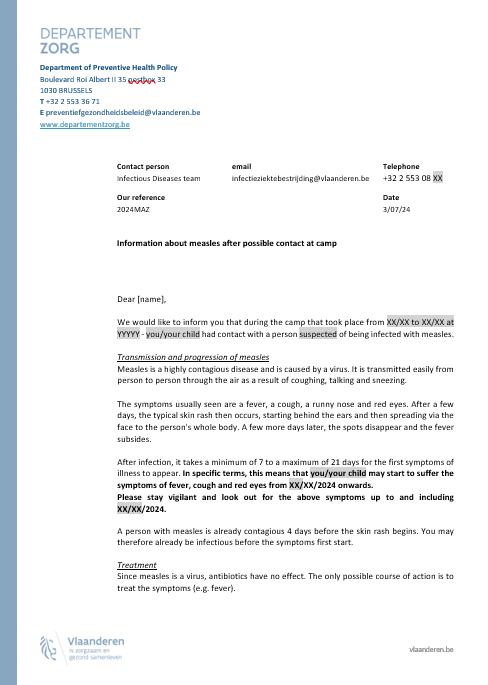 DEPARTEMENT
ZORG
Department of Preventive Health Policy
Boulevard Roi Albert II 35 postbox 33
1030 BRUSSELS
T +32 2 553 36 71
E preventiefgezondheidsbeleid@vlaanderen.be
www.departementzorg.be
Contact person email Telephone
Infectious Diseases team infectieziektebestrijding@vlaanderen.be +32 2 553 08 XX
Our reference Date
2024MAZ 3/07/24
Information about measles after possible contact at camp
Dear [name],
We would like to inform you that during the camp that took place from XX/XX to XX/XX at
YYYYY - you/your child had contact with a person suspected of being infected with measles.
Transmission and progression of measles
Measles is a highly contagious disease and is caused by a virus. It is transmitted easily from
person to person through the air as a result of coughing, talking and sneezing.
The symptoms usually seen are a fever, a cough, a runny nose and red eyes. After a few
days, the typical skin rash then occurs, starting behind the ears and then spreading via the
face to the person's whole body. A few more days later, the spots disappear and the fever
subsides.
After infection, it takes a minimum of 7 to a maximum of 21 days for the first symptoms of
illness to appear. In specific terms, this means that you/your child may start to suffer the
symptoms of fever, cough and red eyes from XX/XX/2024 onwards.
Please stay vigilant and look out for the above symptoms up to and including
XX/XX/2024.
A person with measles is already contagious 4 days before the skin rash begins. You may
therefore already be infectious before the symptoms first start.
Treatment
Since measles is a virus, antibiotics have no effect. The only possible course of action is to
treat the symptoms (e.g. fever).
Vlaanderen
is zorgzaam en
gezond samenleven
vlaanderen.be